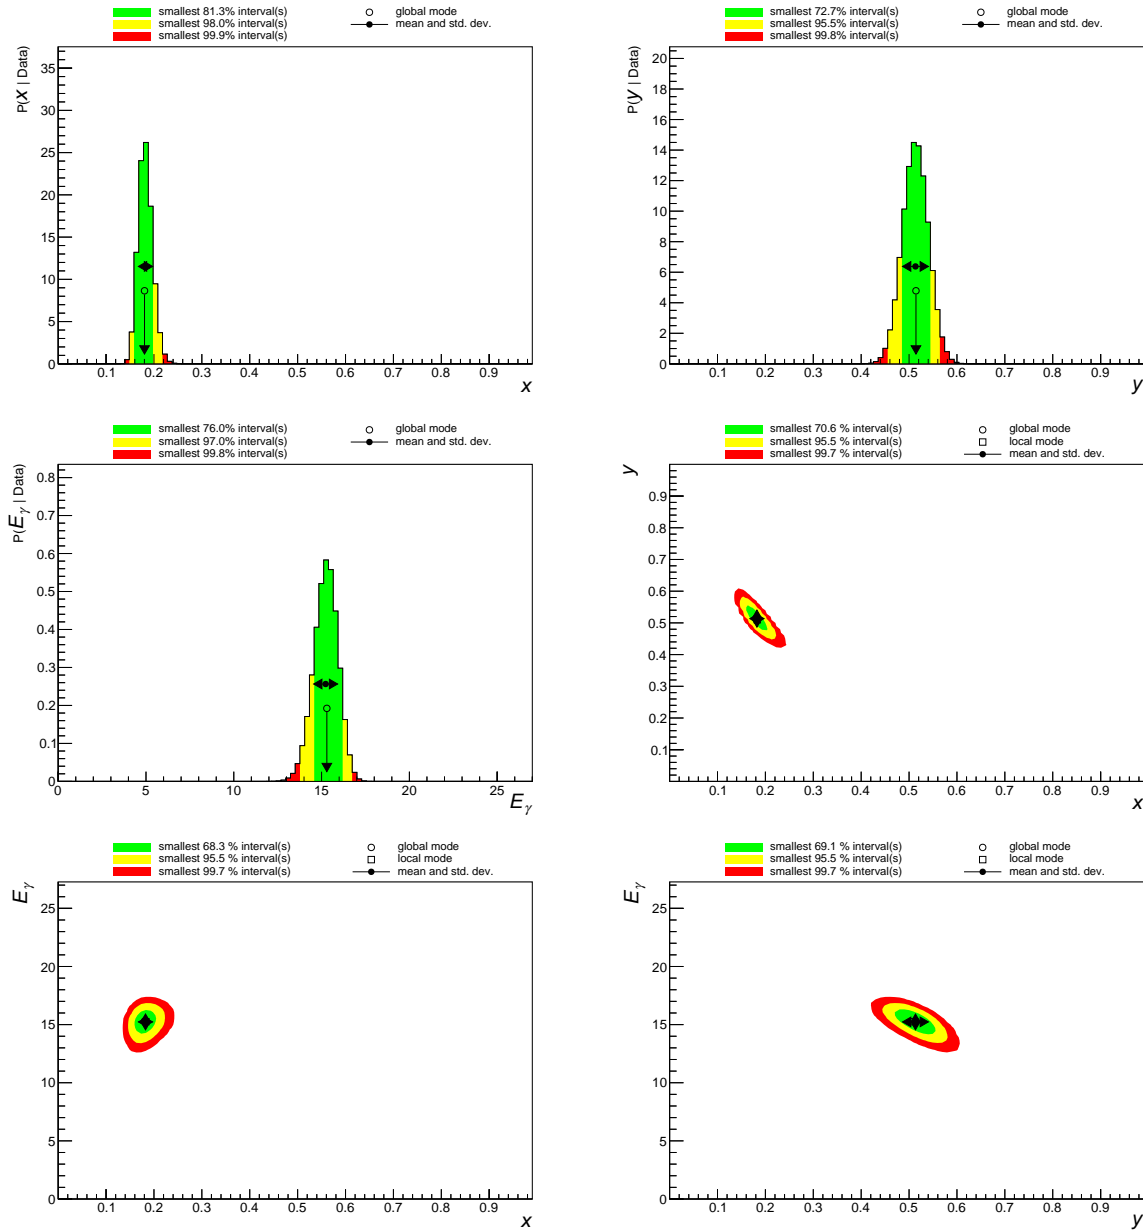 smallest 81.3% interval(s)
smallest 98.0% interval(s)
smallest 99.9% interval(s)
global mode
mean and std. dev.
P(x | Data)
35
30
25
20
15
10
5
0
0.1 0.2 0.3 0.4 0.5 0.6 0.7 0.8 0.9
x
smallest 72.7% interval(s)
smallest 95.5% interval(s)
smallest 99.8% interval(s)
global mode
mean and std. dev.
P(y | Data)
20
18
16
14
12
10
8
6
4
2
0
0.1 0.2 0.3 0.4 0.5 0.6 0.7 0.8 0.9
y
smallest 76.0% interval(s)
smallest 97.0% interval(s)
smallest 99.8% interval(s)
global mode
mean and std. dev.
P(Eγ | Data)
0.8
0.7
0.6
0.5
0.4
0.3
0.2
0.1
0
0 5 10 15 20 25
Eγ
smallest 70.6 % interval(s)
smallest 95.5 % interval(s)
smallest 99.7 % interval(s)
global mode
local mode
mean and std. dev.
y
0.9
0.8
0.7
0.6
0.5
0.4
0.3
0.2
0.1
0.1 0.2 0.3 0.4 0.5 0.6 0.7 0.8 0.9
x
smallest 68.3 % interval(s)
smallest 95.5 % interval(s)
smallest 99.7 % interval(s)
global mode
local mode
mean and std. dev.
Eγ
25
20
15
10
5
0
0.1 0.2 0.3 0.4 0.5 0.6 0.7 0.8 0.9
x
smallest 69.1 % interval(s)
smallest 95.5 % interval(s)
smallest 99.7 % interval(s)
global mode
local mode
mean and std. dev.
Eγ
25
20
15
10
5
0
0.1 0.2 0.3 0.4 0.5 0.6 0.7 0.8 0.9
y